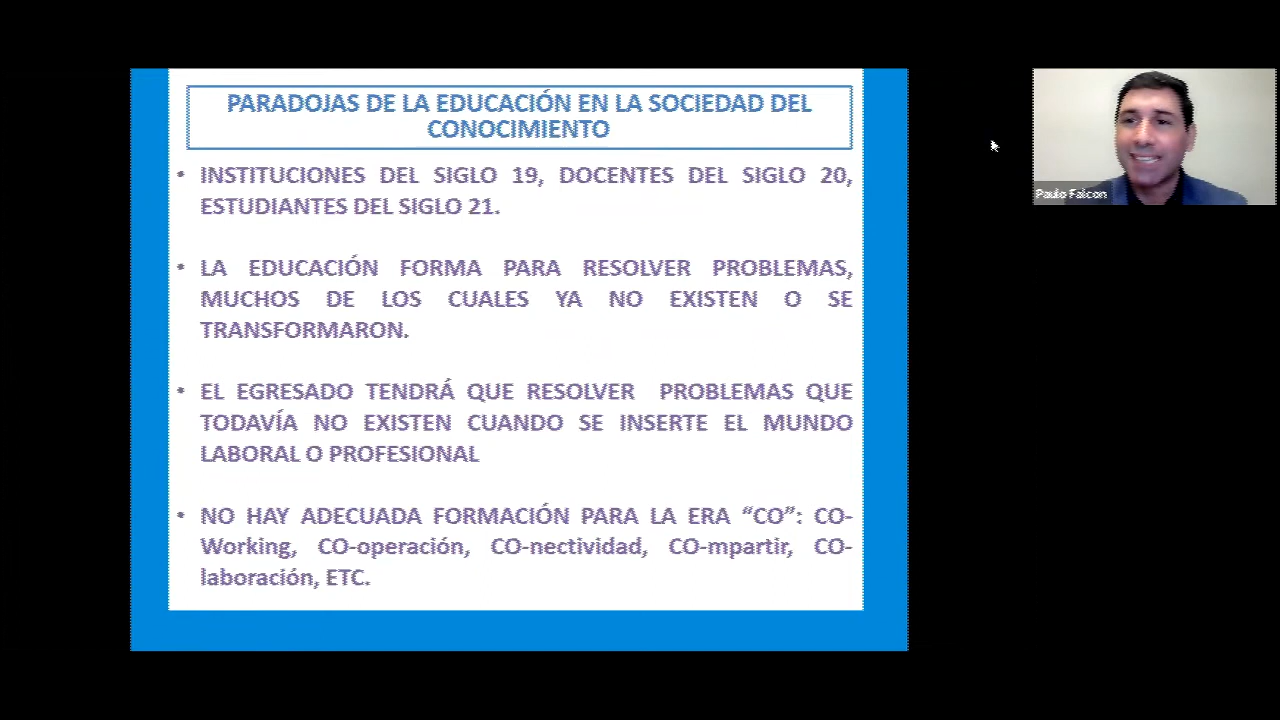 PARADOJAS DE LA EDUCACIÓN EN LA SOCIEDAD DEL
CONOCIMIENTO
• INSTITUCIONES DEL SIGLO 19, DOCENTES DEL SIGLO 20,
ESTUDIANTES DEL SIGLO 21.
• LA EDUCACIÓN FORMA PARA RESOLVER PROBLEMAS,
MUCHOS DE LOS CUALES YA NO EXISTEN O SE
TRANSFORMARON.
• EL EGRESADO TENDRÁ QUE RESOLVER PROBLEMAS QUE
TODAVÍA NO EXISTEN CUANDO SE INSERTE EL MUNDO
LABORAL O PROFESIONAL
• NO HAY ADECUADA FORMACIÓN PARA LA ERA “CO”: CO-
Working, CO-operación, CO-nectividad, CO-mpartir, CO-
laboración, ETC.
Paulo Falcon